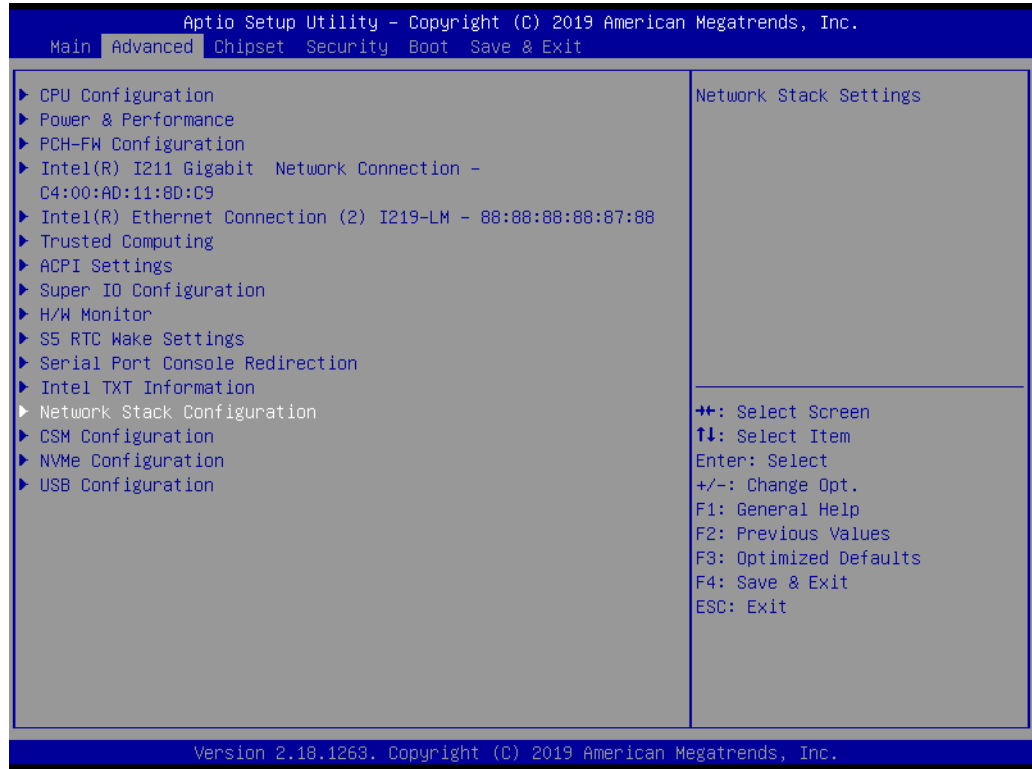 Aptio Setup Utility – Copyright (C) 2019 American Megatrends, Inc.
Main Advanced Chipset Security Boot Save & Exit
▶ CPU Configuration
▶ Power & Performance
▶ PCH-FW Configuration
▶ Intel(R) I211 Gigabit  Network Connection –
C4:00:AD:11:8D:C9
▶ Intel(R) Ethernet Connection (2) I219-LM – 88:88:88:88:87:88
▶ Trusted Computing
▶ ACPI Settings
▶ Super IO Configuration
▶ H/W Monitor
▶ S5 RTC Wake Settings
▶ Serial Port Console Redirection
▶ Intel TXT Information
▶ Network Stack Configuration
▶ CSM Configuration
▶ NVMe Configuration
▶ USB Configuration
Network Stack Settings
→←: Select Screen
↑↓: Select Item
Enter: Select
+/-: Change Opt.
F1: General Help
F2: Previous Values
F3: Optimized Defaults
F4: Save & Exit
ESC: Exit
Version 2.18.1263. Copyright (C) 2019 American Megatrends, Inc.